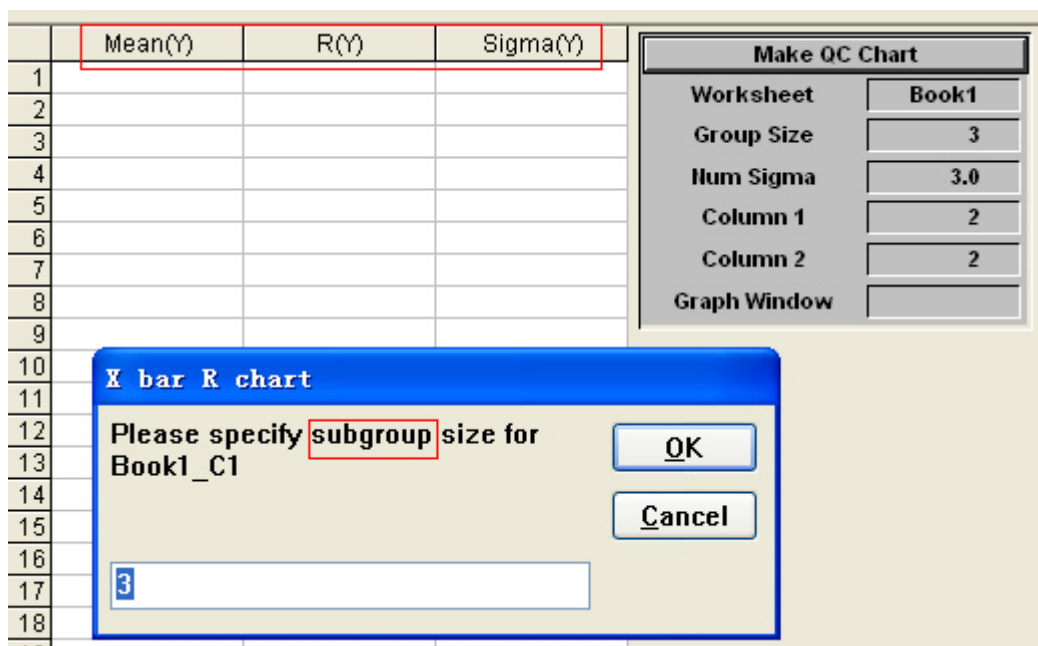 Mean(Y) R(Y) Sigma(Y)
1
2
3
4
5
6
7
8
9
10
11
12
13
14
15
16
17
18
Make QC Chart
Worksheet Book1
Group Size 3
Num Sigma 3.0
Column 1 2
Column 2 2
Graph Window
X bar R chart
Please specify subgroup size for
Book1_C1
OK
Cancel
3